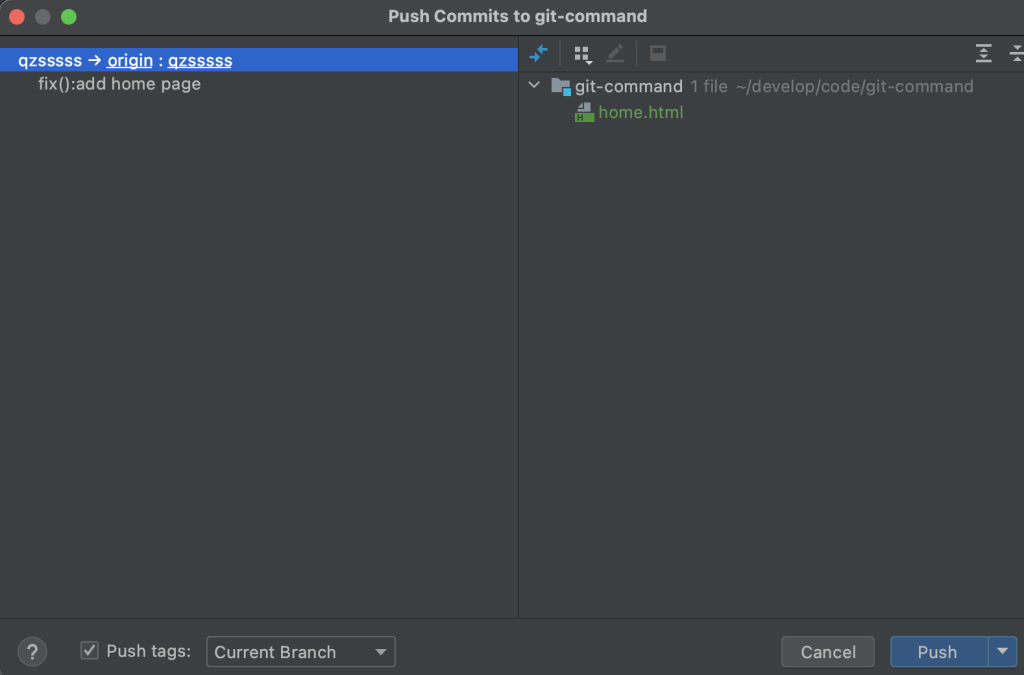 Push Commits to git-command
qzsssss → origin : qzsssss
fix():add home page
git-command 1 file ~/develop/code/git-command
H home.html
? Push tags: Current Branch Cancel Push